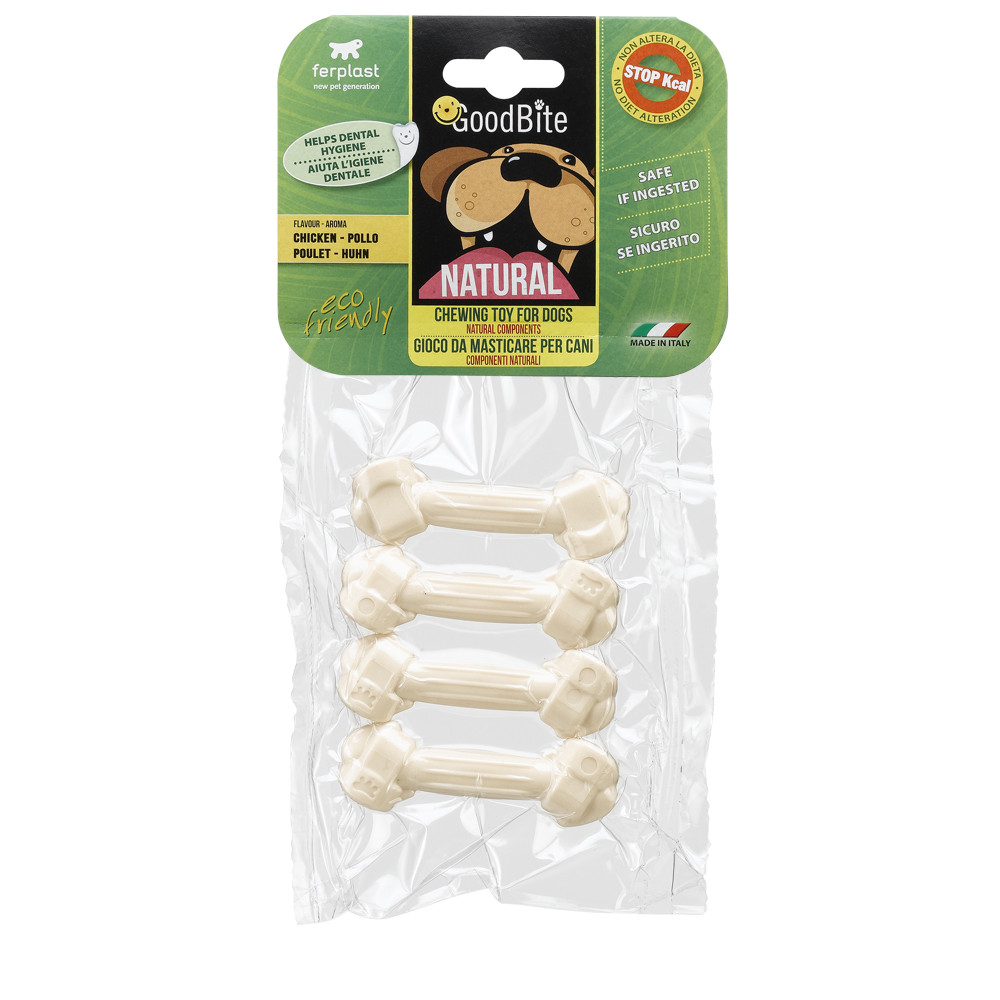 ferplast
new pet generation
HELPS DENTAL
HYGIENE
AIUTA L'IGIENE
DENTALE
FLAVOUR - AROMA
CHICKEN - POLLO
POULET - HUHN
eco
friendly
GoodBite
NATURAL
CHEWING TOY FOR DOGS
NATURAL COMPONENTS
GIOCO DA MASTICARE PER CANI
COMPONENTI NATURALI
NON ALTERA LA DIETA
STOP Kcal
NO DIET ALTERATION
SAFE
IF INGESTED
SICURO
SE INGERITO
MADE IN ITALY